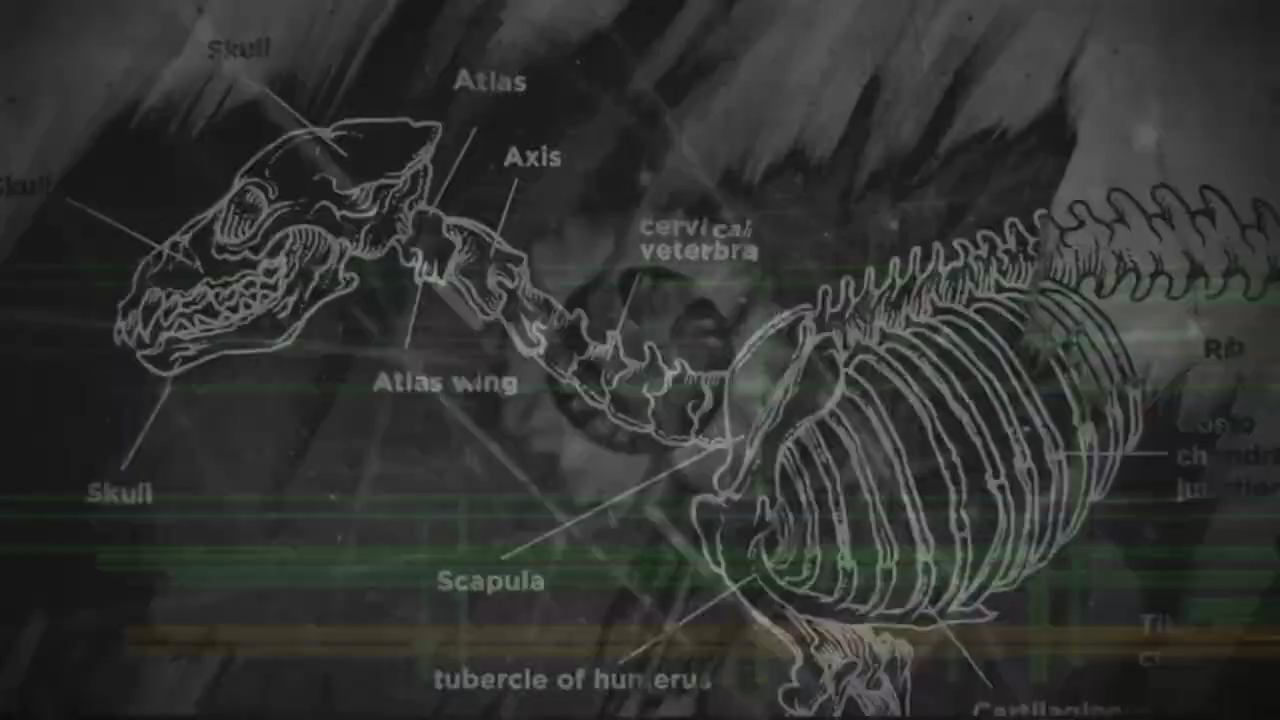 Skull
Atlas
Axis
Skull
cervical
veterbra
Rib
Atlas wing
Skull
Scapula
tubercle of humerus